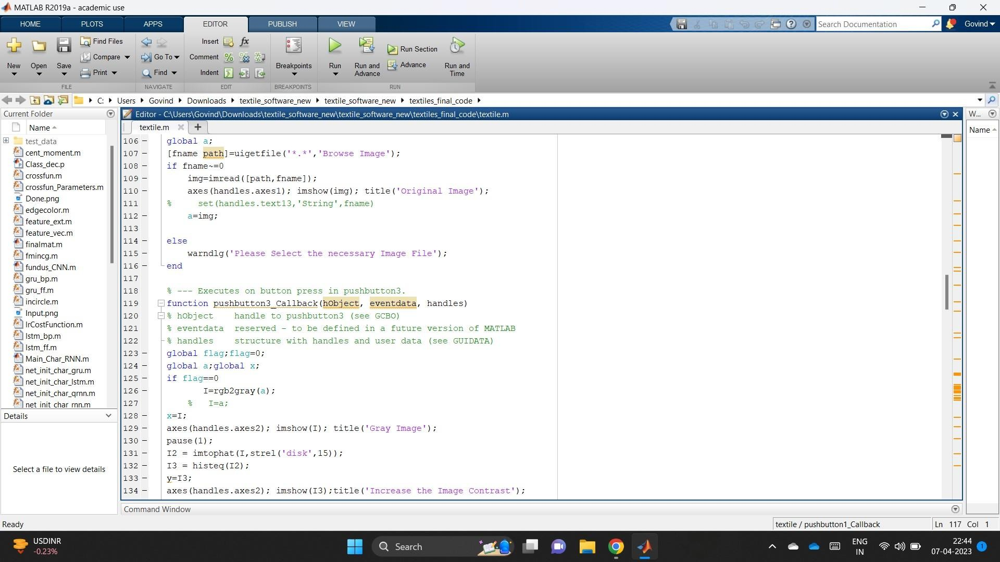 MATLAB R2019a - academic use
HOME PLOTS APPS EDITOR PUBLISH VIEW
Search Documentation
Govind
New
Open
Save
Find Files
Compare
Print
FILE
Go To
Find
NAVIGATE
Insert
Comment
Indent
fx
EDIT
Breakpoints
BREAKPOINTS
Run
Run and
Advance
Run Section
Advance
Run and
Time
RUN
C: Users Govind Downloads textile_software_new textile_software_new textiles_final_code
Current Folder
Name
test_data
cent_moment.m
Class_dec.p
crossfun.m
crossfun_Parameters.m
Done.png
edgecolor.m
feature_ext.m
feature_vec.m
finalmat.m
fmincg.m
fundus_CNN.m
gru_bp.m
gru_ff.m
incircle.m
Input.png
lrCostFunction.m
lstm_bp.m
lstm_ff.m
Main_Char_RNN.m
net_init_char_gru.m
net_init_char_lstm.m
net_init_char_qrnn.m
net_init_char_rnn.m
Details
Select a file to view details
Editor - C:\Users\Govind\Downloads\textile_software_new\textile_software_new\textiles_final_code\textile.m
textile.m
106 - global a;
107 - [fname path]=uigetfile('*.*','Browse Image');
108 - if fname~=0
109 - img=imread([path,fname]);
110 - axes(handles.axes1); imshow(img); title('Original Image');
111 % set(handles.text13,'String',fname)
112 - a=img;
113
114 - else
115 - warndlg('Please Select the necessary Image File');
116 - end
117
118 % --- Executes on button press in pushbutton3.
119 function pushbutton3_Callback(hObject, eventdata, handles)
120 % hObject handle to pushbutton3 (see GCBO)
121 % eventdata reserved - to be defined in a future version of MATLAB
122 % handles structure with handles and user data (see GUIDATA)
123 - global flag;flag=0;
124 - global a;global x;
125 - if flag==0
126 - I=rgb2gray(a);
127 % I=a;
128 - x=I;
129 - axes(handles.axes2); imshow(I); title('Gray Image');
130 - pause(1);
131 - I2 = imtophat(I,strel('disk',15));
132 - I3 = histeq(I2);
133 - y=I3;
134 - axes(handles.axes2); imshow(I3);title('Increase the Image Contrast');
Command Window
W...
Name
Ready
textile / pushbutton1_Callback
Ln 117 Col 1
USDINR
-0.23%
Search
ENG
IN
22:44
07-04-2023
1